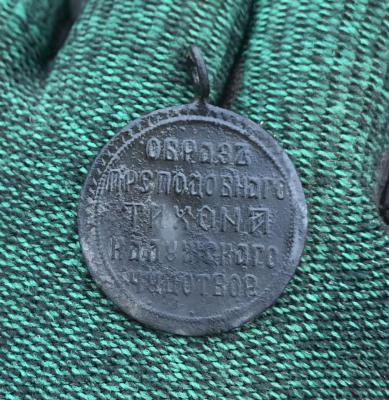 ОБРАЗЪ
ПРЕПОДОБНАГО
ТИХОНА
КАЛУЖСКАГО
ЧУДОТВОР